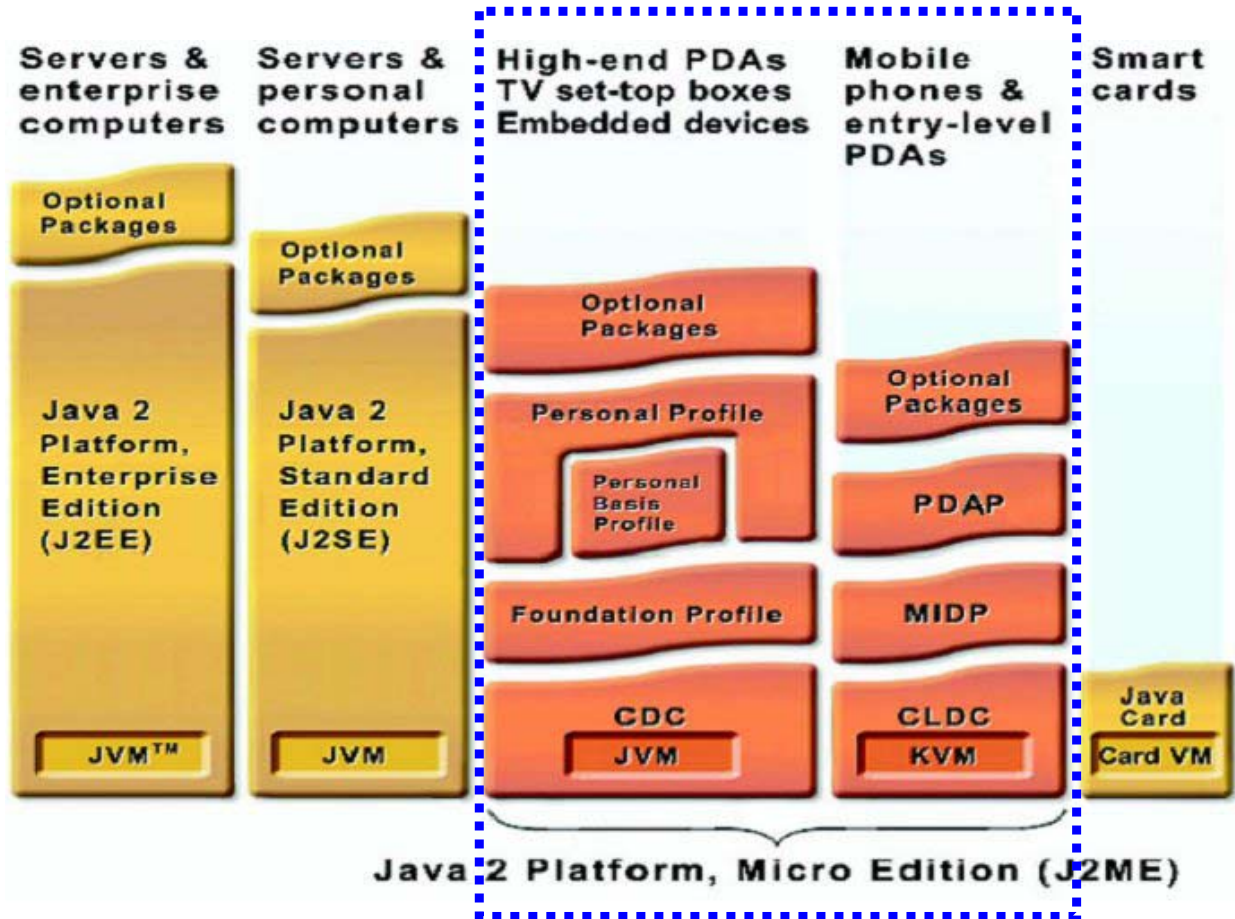 Servers &
enterprise
computers
Servers &
personal
computers
High-end PDAs
TV set-top boxes
Embedded devices
Mobile
phones &
entry-level
PDAs
Smart
cards
Optional
Packages
Java 2
Platform,
Enterprise
Edition
(J2EE)
JVM™
Optional
Packages
Java 2
Platform,
Standard
Edition
(J2SE)
JVM
Optional
Packages
Personal Profile
Personal
Basis
Profile
Foundation Profile
CDC
JVM
Optional
Packages
PDAP
MIDP
CLDC
KVM
Java
Card
Card VM
Java 2 Platform, Micro Edition (J2ME)